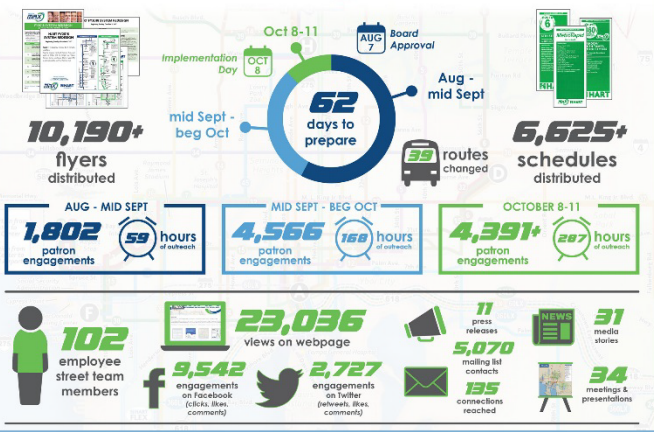 Oct 8-11
AUG
7
Board
Approval
Implementation
Day
OCT
8
Aug -
mid Sept
mid Sept -
beg Oct
62
days to
prepare
10,190+
flyers
distributed
39 routes
changed
6,625+
schedules
distributed
HART
AUG - MID SEPT
1,802
patron
engagements
59 hours
of outreach
MID SEPT - BEG OCT
4,566
patron
engagements
168 hours
of outreach
OCTOBER 8-11
4,391+
patron
engagements
287 hours
of outreach
102
employee
street team
members
23,036
views on webpage
9,542
engagements
on Facebook
(clicks, likes,
comments)
2,727
engagements
on Twitter
(retweets, likes,
comments)
11
press
releases
5,070
mailing list
contacts
135
connections
reached
NEWS
31
media
stories
34
meetings &
presentations